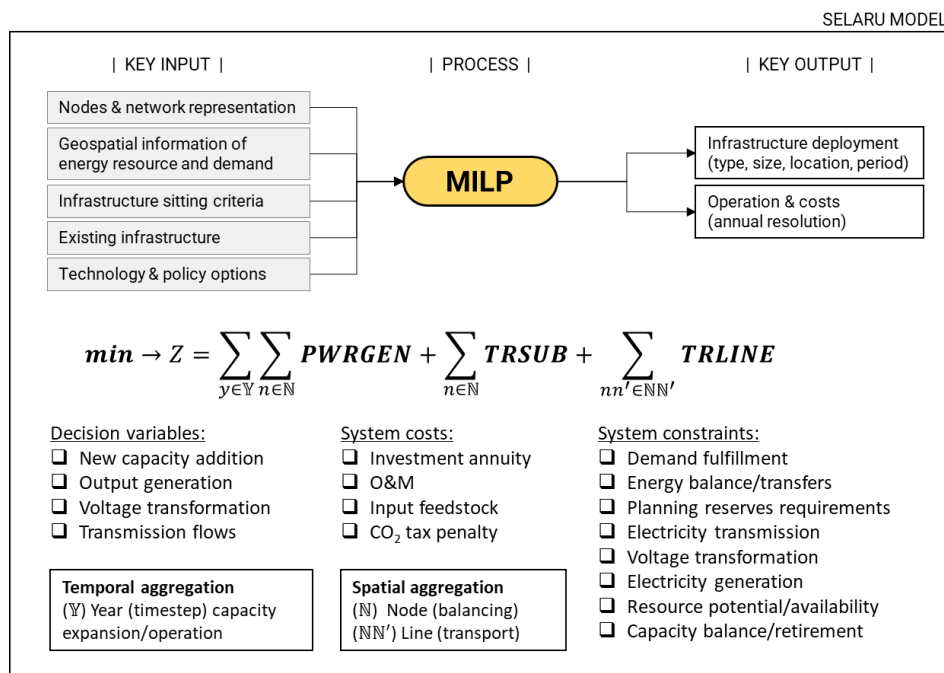 SELARU MODEL
| KEY INPUT |
| PROCESS |
| KEY OUTPUT |
Nodes & network representation
Geospatial information of
energy resource and demand
Infrastructure sitting criteria
Existing infrastructure
Technology & policy options
MILP
Infrastructure deployment
(type, size, location, period)
Operation & costs
(annual resolution)
min → Z = ∑ ∑ PWRGEN + ∑ TRSUB + ∑ TRLINE
y∈𝕐 n∈ℕ n∈ℕ nn′∈ℕℕ′
Decision variables:
❑ New capacity addition
❑ Output generation
❑ Voltage transformation
❑ Transmission flows
System costs:
❑ Investment annuity
❑ O&M
❑ Input feedstock
❑ CO₂ tax penalty
System constraints:
❑ Demand fulfillment
❑ Energy balance/transfers
❑ Planning reserves requirements
❑ Electricity transmission
❑ Voltage transformation
❑ Electricity generation
❑ Resource potential/availability
❑ Capacity balance/retirement
Temporal aggregation
(𝕐) Year (timestep) capacity
expansion/operation
Spatial aggregation
(ℕ) Node (balancing)
(ℕℕ′) Line (transport)